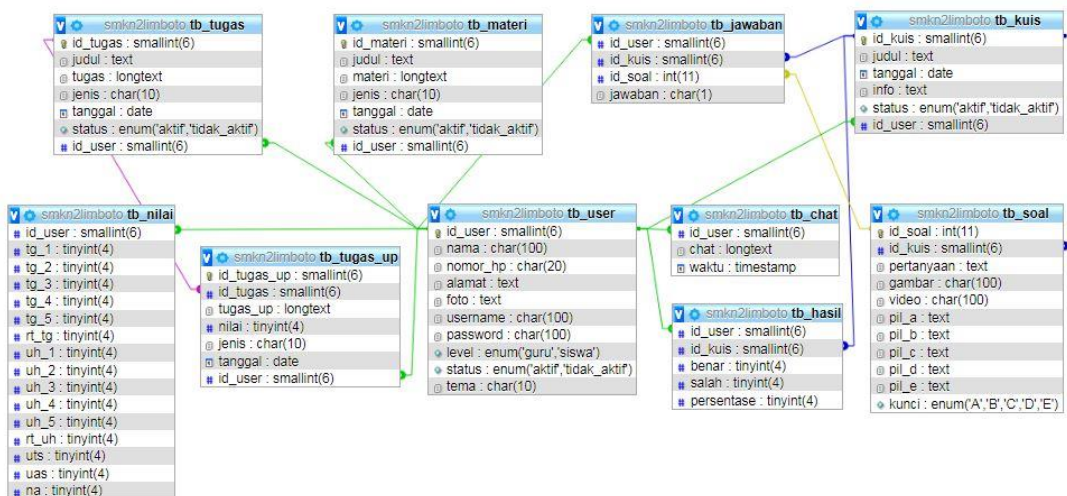 smkn2limboto tb_tugas
id_tugas : smallint(6)
judul : text
tugas : longtext
jenis : char(10)
tanggal : date
status : enum('aktif','tidak_aktif')
id_user : smallint(6)
smkn2limboto tb_materi
id_materi : smallint(6)
judul : text
materi : longtext
jenis : char(10)
tanggal : date
status : enum('aktif','tidak_aktif')
id_user : smallint(6)
smkn2limboto tb_jawaban
id_user : smallint(6)
id_kuis : smallint(6)
id_soal : int(11)
jawaban : char(1)
smkn2limboto tb_kuis
id_kuis : smallint(6)
judul : text
tanggal : date
info : text
status : enum('aktif','tidak_aktif')
id_user : smallint(6)
smkn2limboto tb_nilai
id_user : smallint(6)
tg_1 : tinyint(4)
tg_2 : tinyint(4)
tg_3 : tinyint(4)
tg_4 : tinyint(4)
tg_5 : tinyint(4)
rt_tg : tinyint(4)
uh_1 : tinyint(4)
uh_2 : tinyint(4)
uh_3 : tinyint(4)
uh_4 : tinyint(4)
uh_5 : tinyint(4)
rt_uh : tinyint(4)
uts : tinyint(4)
uas : tinyint(4)
na : tinyint(4)
smkn2limboto tb_tugas_up
id_tugas_up : smallint(6)
id_tugas : smallint(6)
tugas_up : longtext
nilai : tinyint(4)
jenis : char(10)
tanggal : date
id_user : smallint(6)
smkn2limboto tb_user
id_user : smallint(6)
nama : char(100)
nomor_hp : char(20)
alamat : text
foto : text
username : char(100)
password : char(100)
level : enum('guru','siswa')
status : enum('aktif','tidak_aktif')
tema : char(10)
smkn2limboto tb_chat
id_user : smallint(6)
chat : longtext
waktu : timestamp
smkn2limboto tb_hasil
id_user : smallint(6)
id_kuis : smallint(6)
benar : tinyint(4)
salah : tinyint(4)
persentase : tinyint(4)
smkn2limboto tb_soal
id_soal : int(11)
id_kuis : smallint(6)
pertanyaan : text
gambar : char(100)
video : char(100)
pil_a : text
pil_b : text
pil_c : text
pil_d : text
pil_e : text
kunci : enum('A','B','C','D','E')